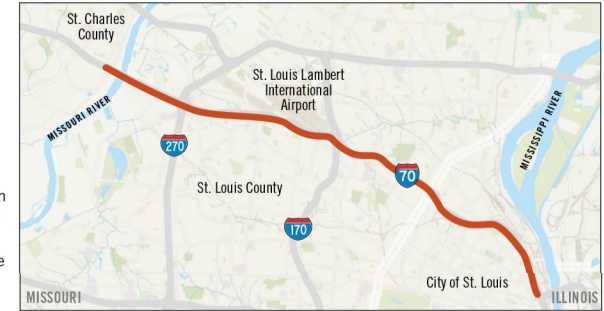 St. Charles
County
St. Louis Lambert
International
Airport
MISSOURI RIVER
MISSISSIPPI RIVER
270
70
St. Louis County
170
City of St. Louis
MISSOURI
ILLINOIS